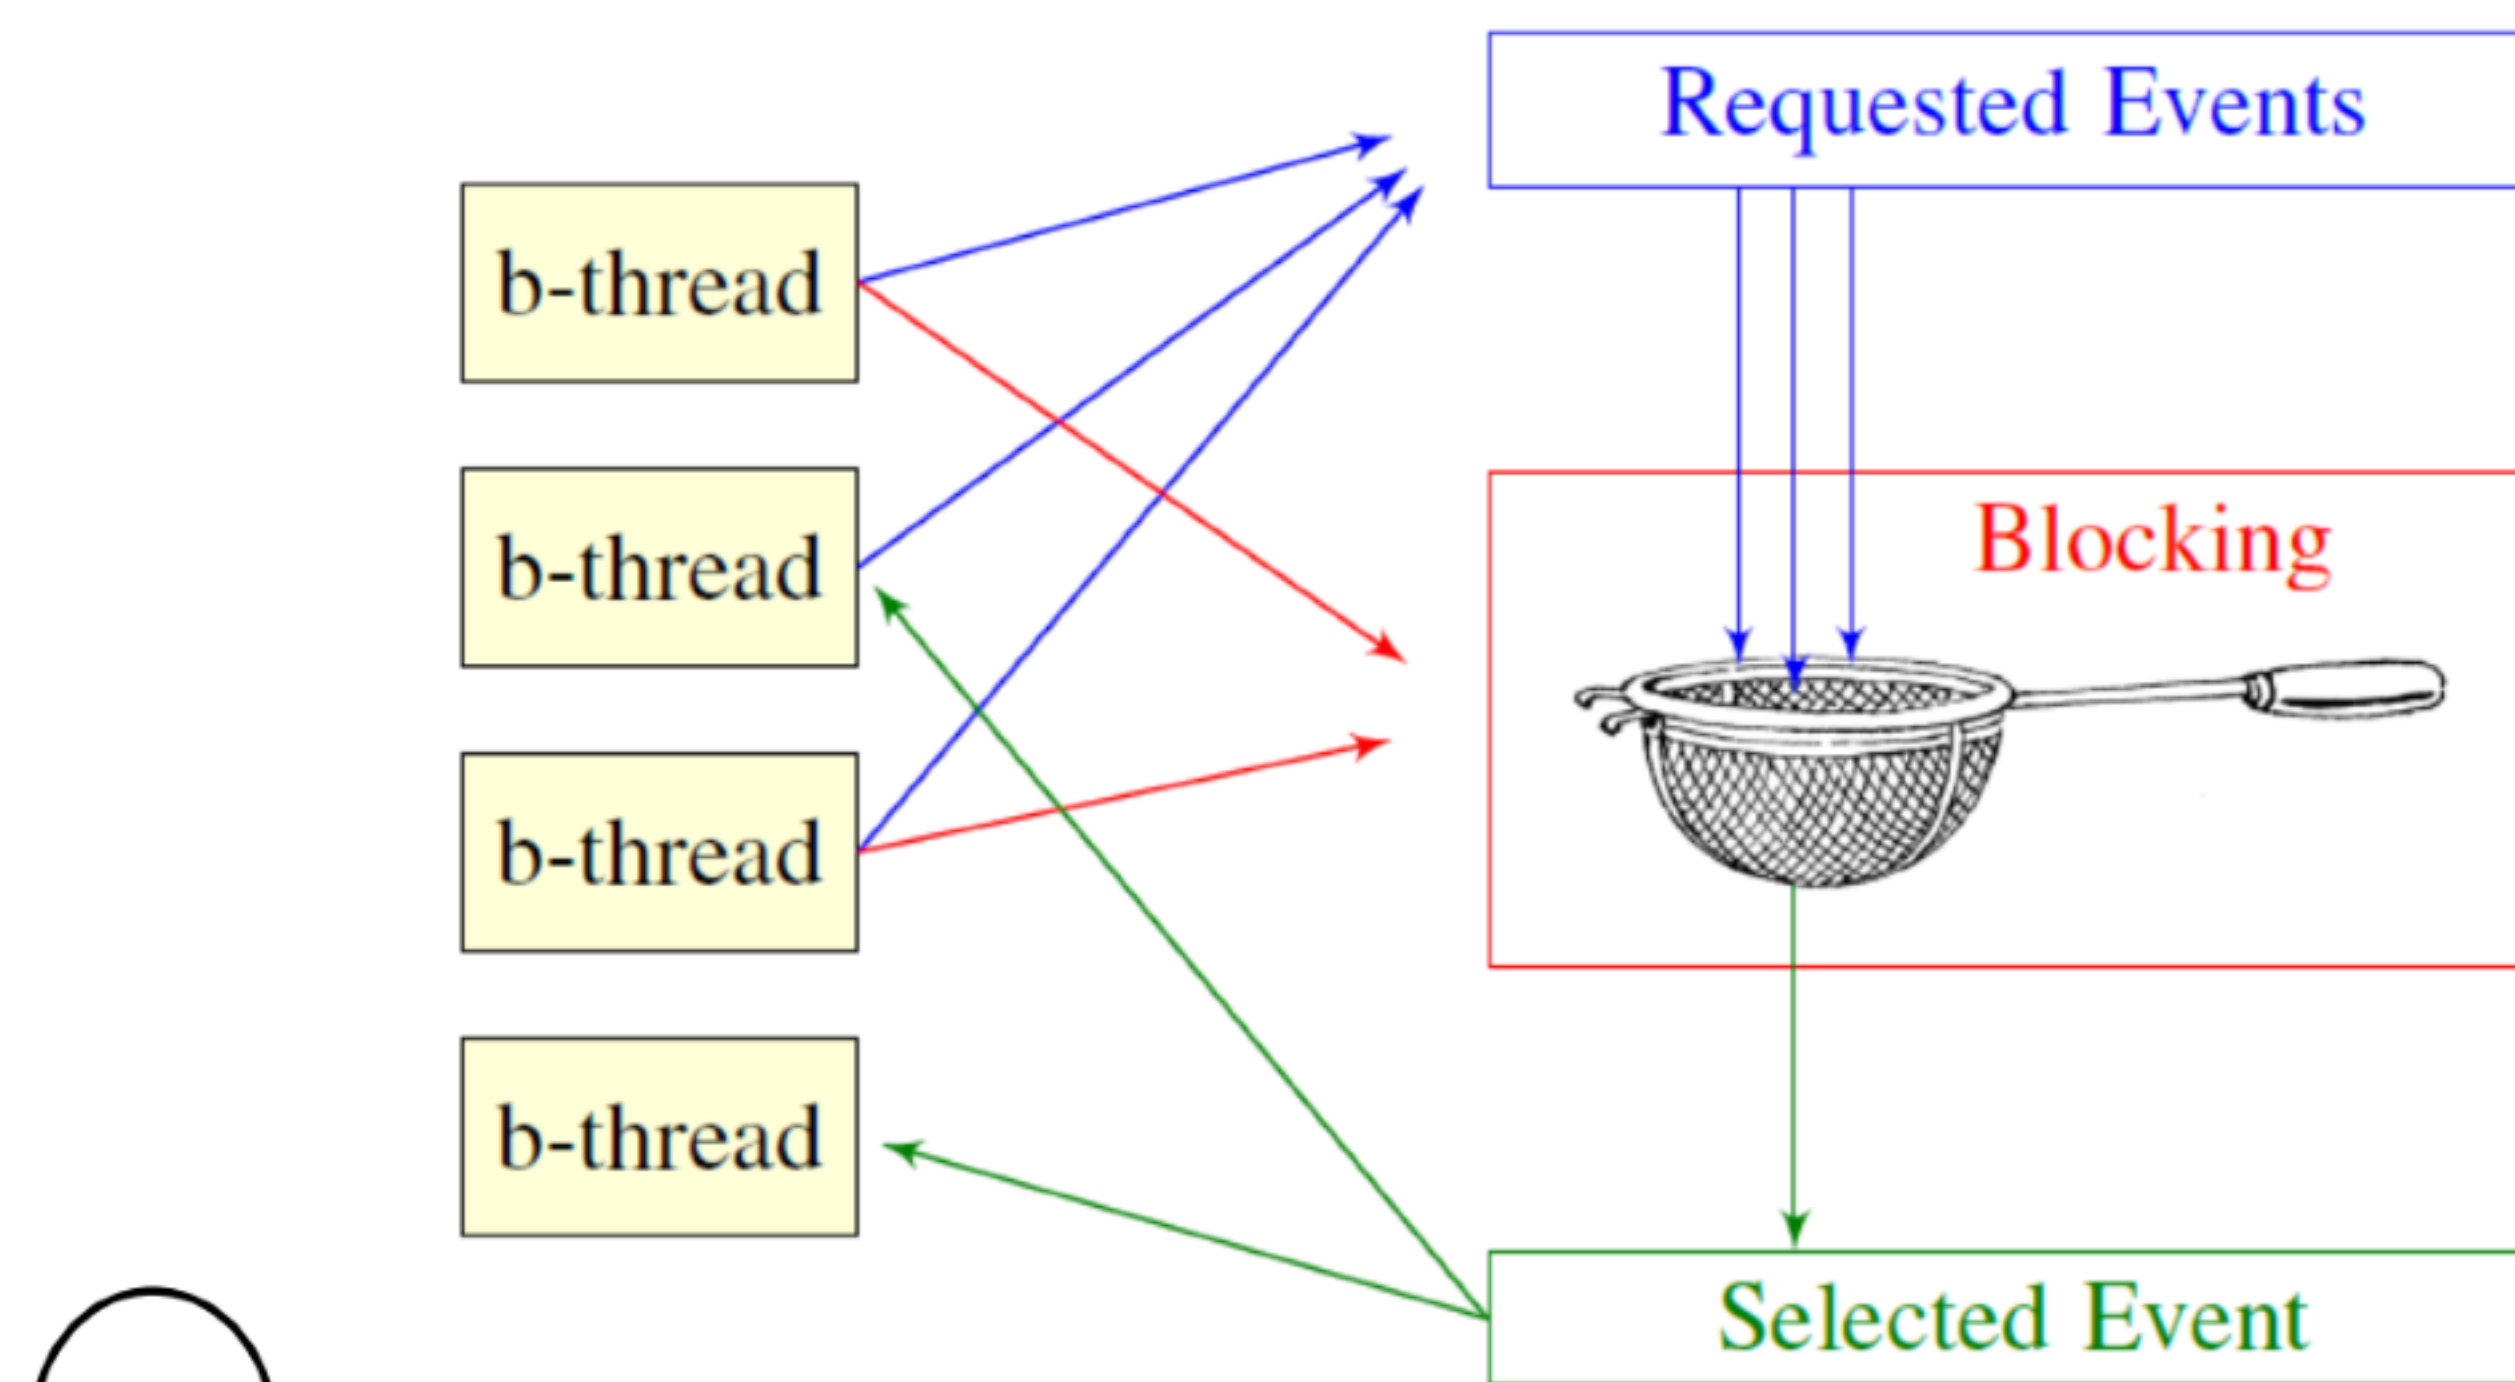 Requested Events
b-thread
b-thread
Blocking
b-thread
b-thread
Selected Event